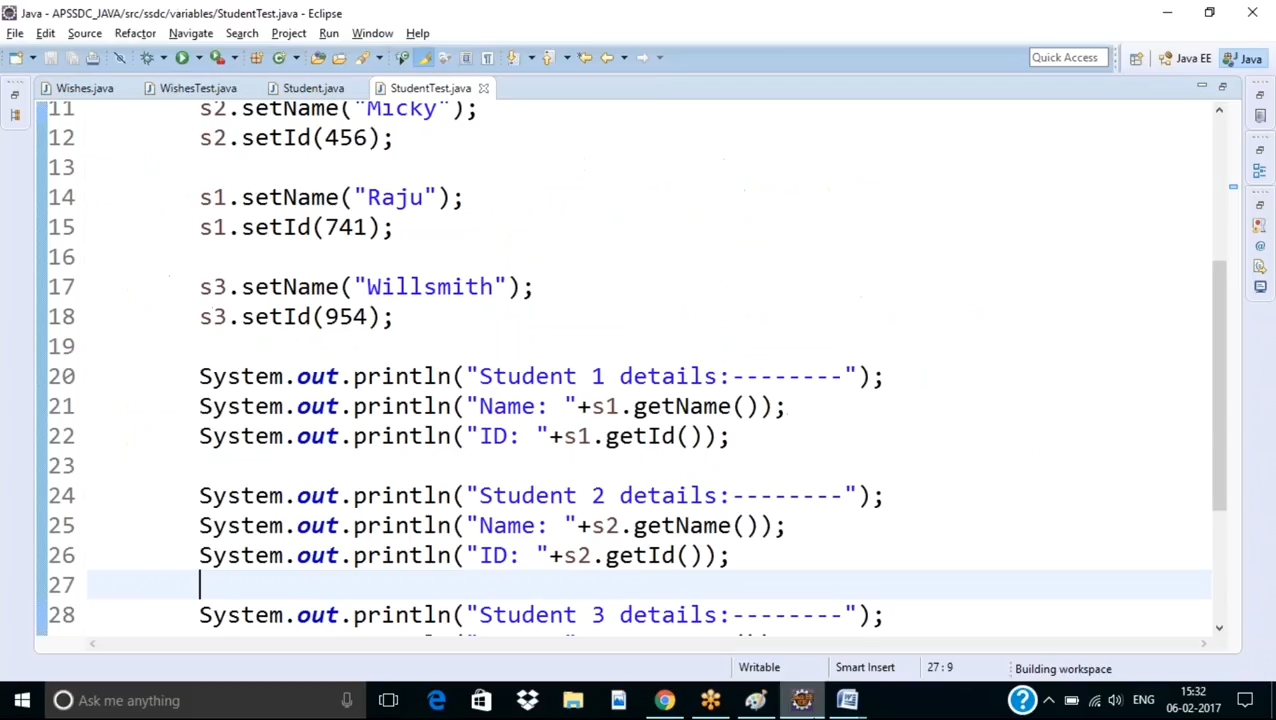 Java - APSSDC_JAVA/src/ssdc/variables/StudentTest.java - Eclipse
File Edit Source Refactor Navigate Search Project Run Window Help
Quick Access Java EE Java
Wishes.java WishesTest.java Student.java StudentTest.java
11 s2.setName("Micky");
12 s2.setId(456);
13
14 s1.setName("Raju");
15 s1.setId(741);
16
17 s3.setName("Willsmith");
18 s3.setId(954);
19
20 System.out.println("Student 1 details:--------");
21 System.out.println("Name: "+s1.getName());
22 System.out.println("ID: "+s1.getId());
23
24 System.out.println("Student 2 details:--------");
25 System.out.println("Name: "+s2.getName());
26 System.out.println("ID: "+s2.getId());
27
28 System.out.println("Student 3 details:--------");
Writable Smart Insert 27 : 9 Building workspace
Ask me anything ENG 15:32
06-02-2017